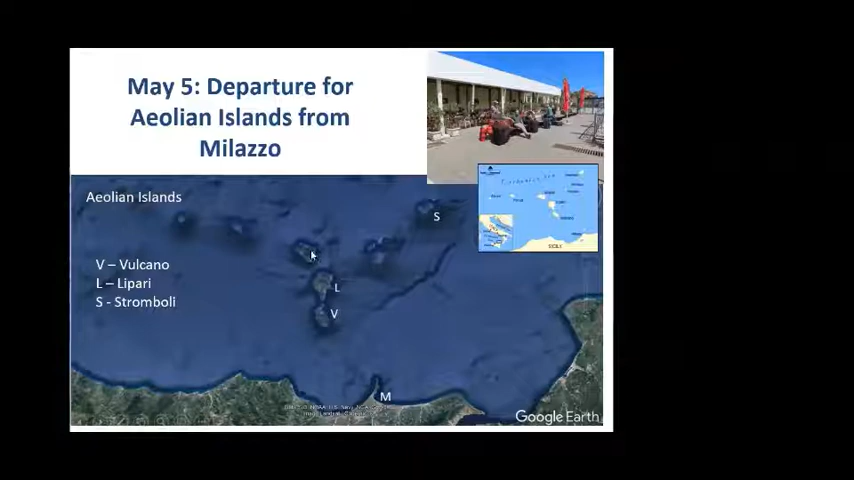 May 5: Departure for
Aeolian Islands from
Milazzo
Aeolian Islands
S
V – Vulcano
L – Lipari
S - Stromboli
L
V
M
Google Earth